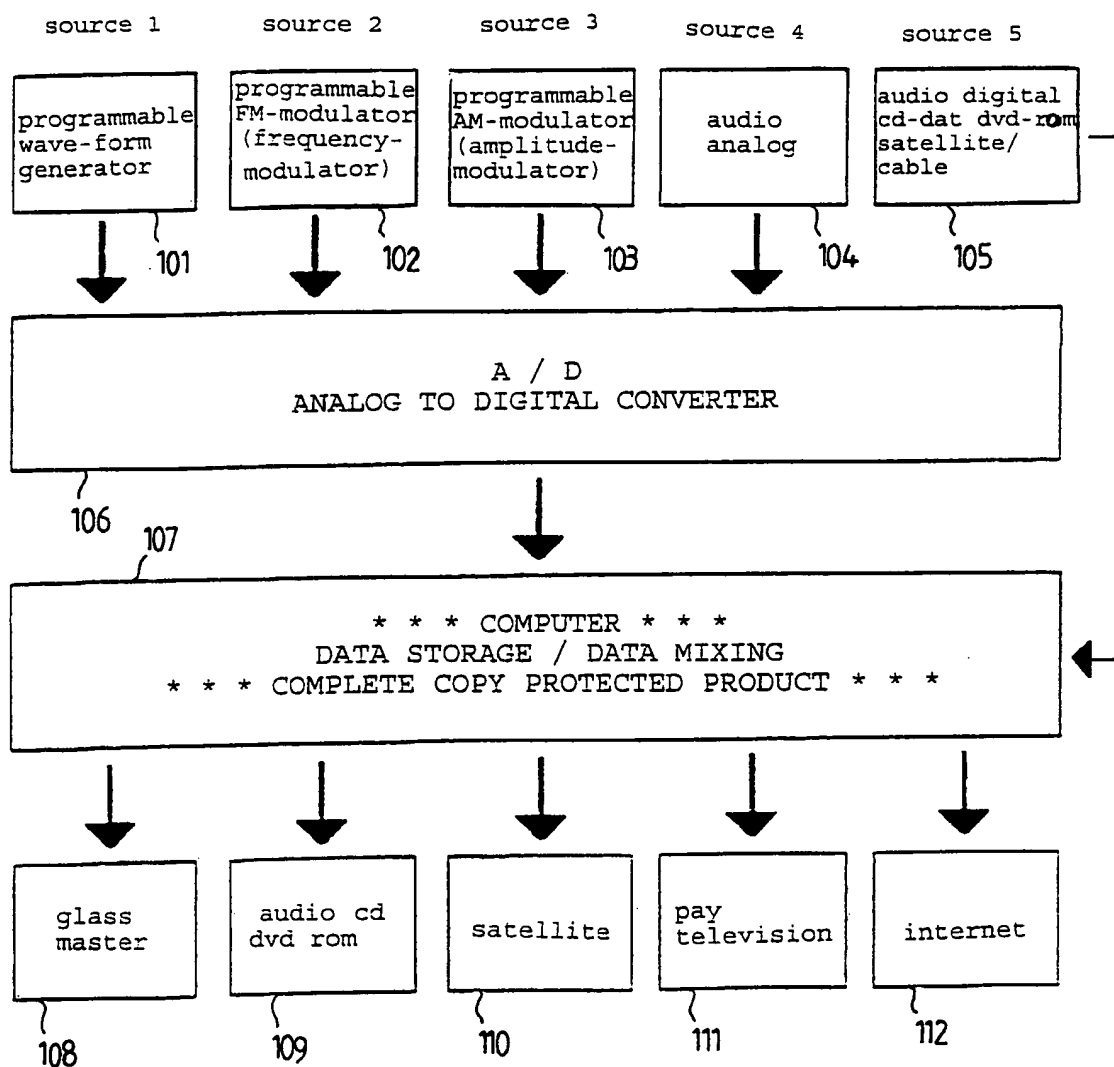 source 1
source 2
source 3
source 4
source 5
programmable
wave-form
generator
programmable
FM-modulator
(frequency-
modulator)
programmable
AM-modulator
(amplitude-
modulator)
audio
analog
audio digital
cd-dat dvd-rom
satellite/
cable
101
102
103
104
105
A / D
ANALOG TO DIGITAL CONVERTER
106
107
* * * COMPUTER * * *
DATA STORAGE / DATA MIXING
* * * COMPLETE COPY PROTECTED PRODUCT * * *
glass
master
audio cd
dvd rom
satellite
pay
television
internet
108
109
110
111
112